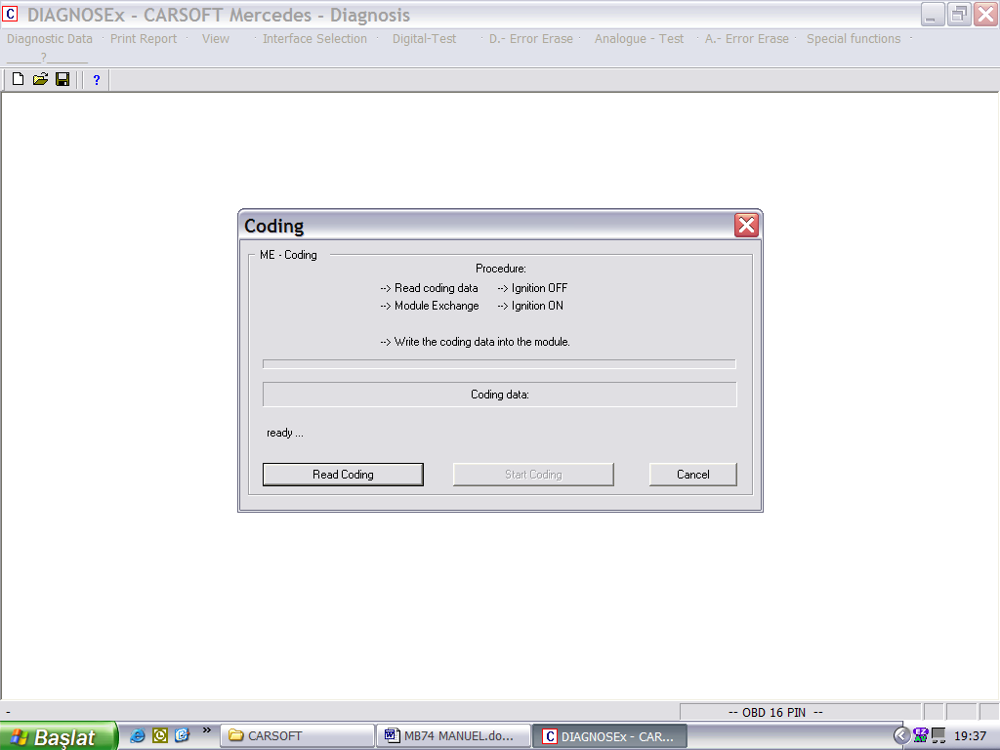 C DIAGNOSEx - CARSOFT Mercedes - Diagnosis
Diagnostic Data - Print Report - View - Interface Selection - Digital-Test - D.- Error Erase - Analogue - Test - A.- Error Erase - Special functions -
_____?______
?
Coding
ME - Coding
Procedure:
--> Read coding data --> Ignition OFF
--> Module Exchange --> Ignition ON
--> Write the coding data into the module.
Coding data:
ready ...
Read Coding Start Coding Cancel
- -- OBD 16 PIN --
Başlat » CARSOFT MB74 MANUEL.do... C DIAGNOSEx - CAR... 19:37